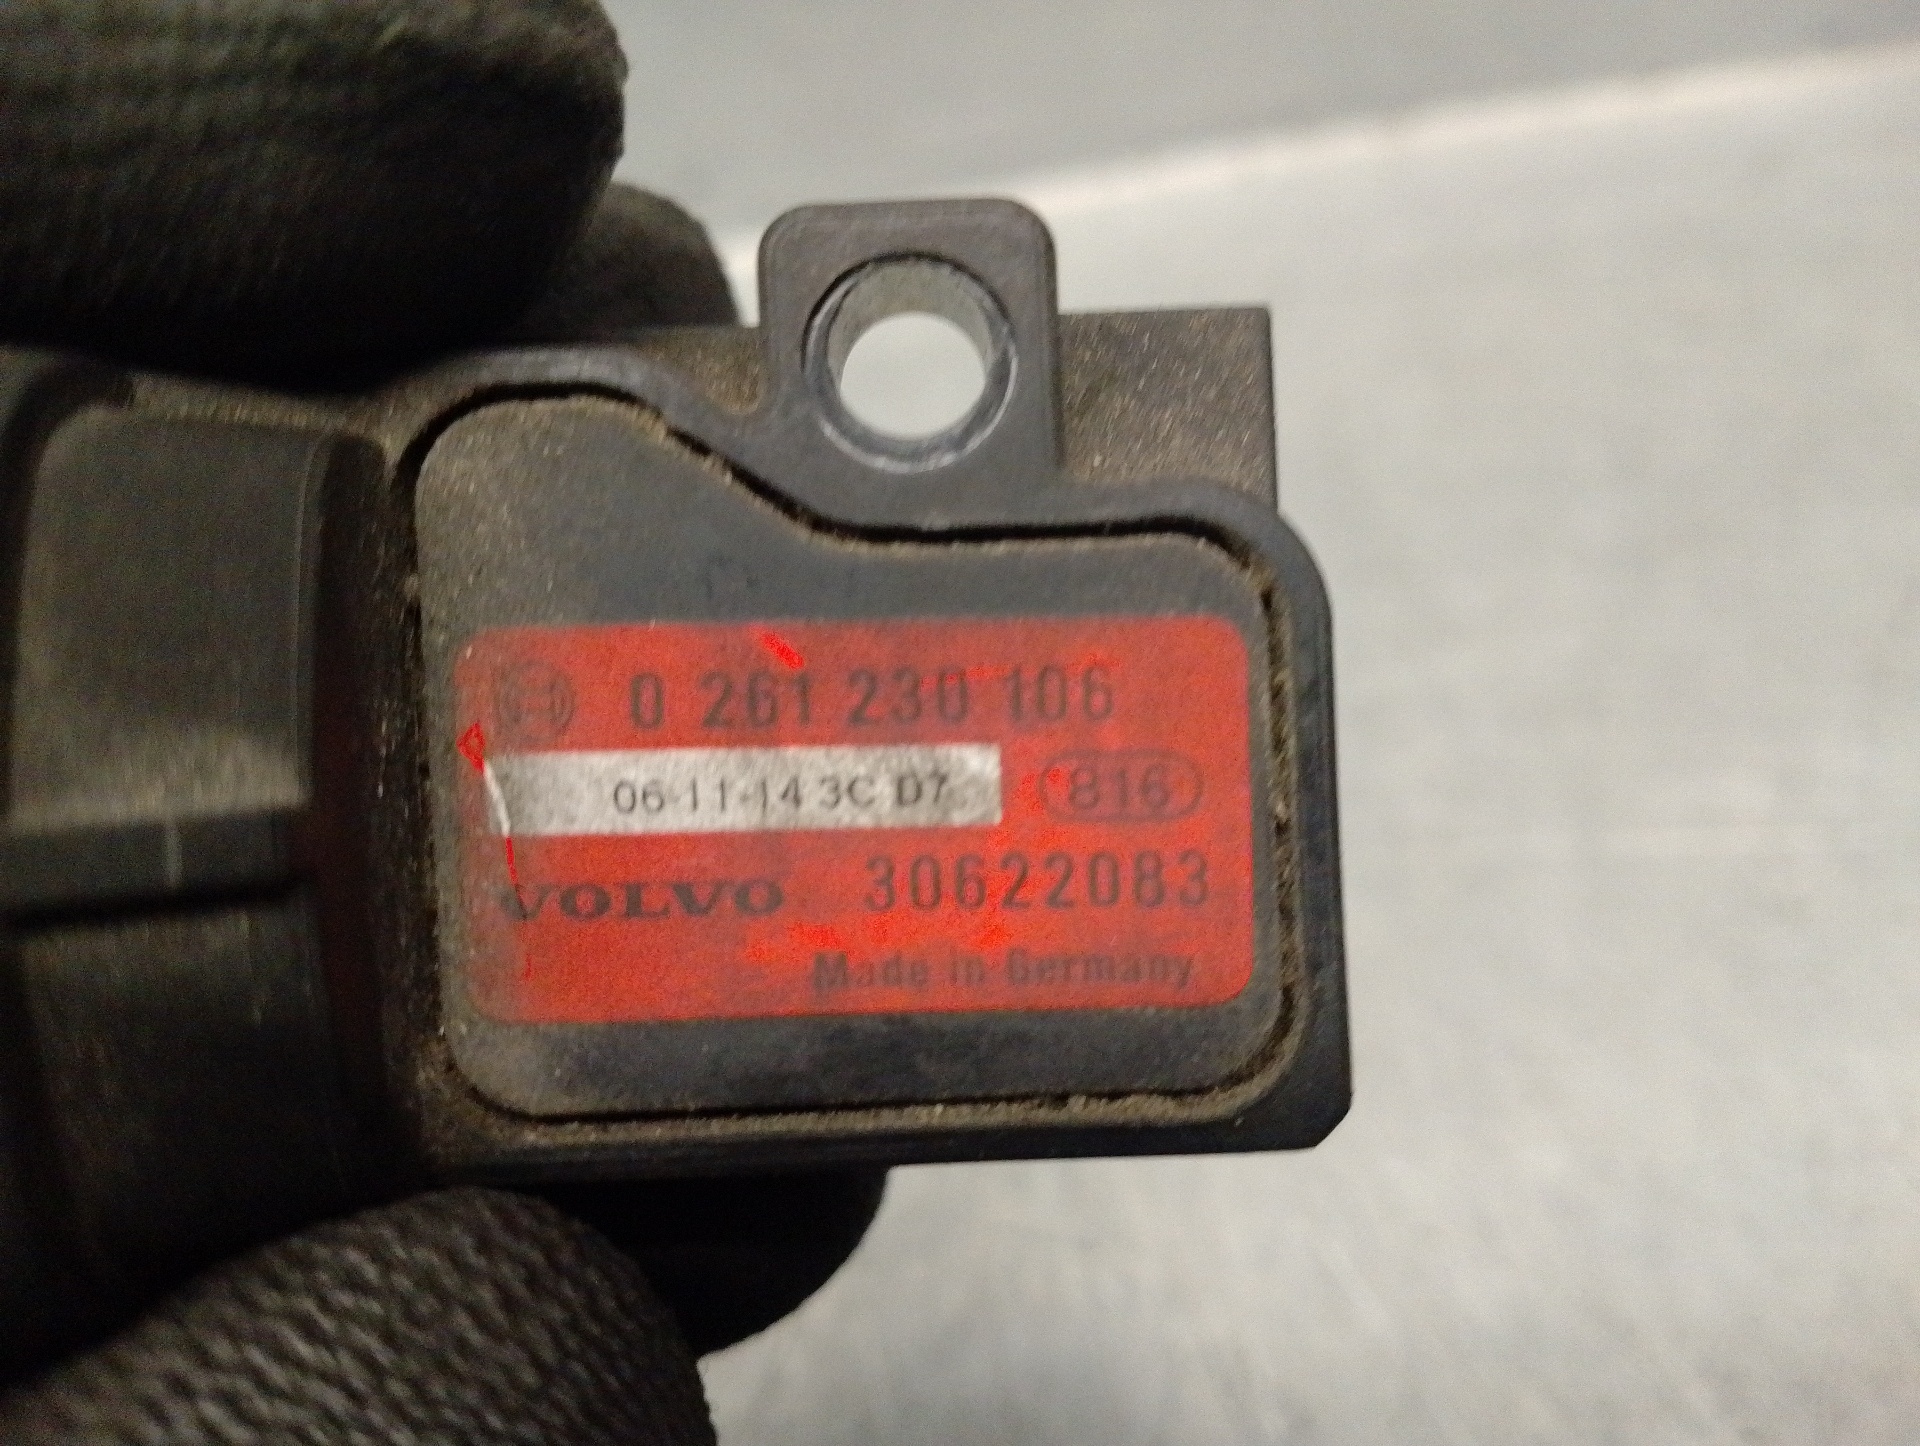 0 261 230 106
06-11-14 3C D7 816
VOLVO 30622083
Made in Germany